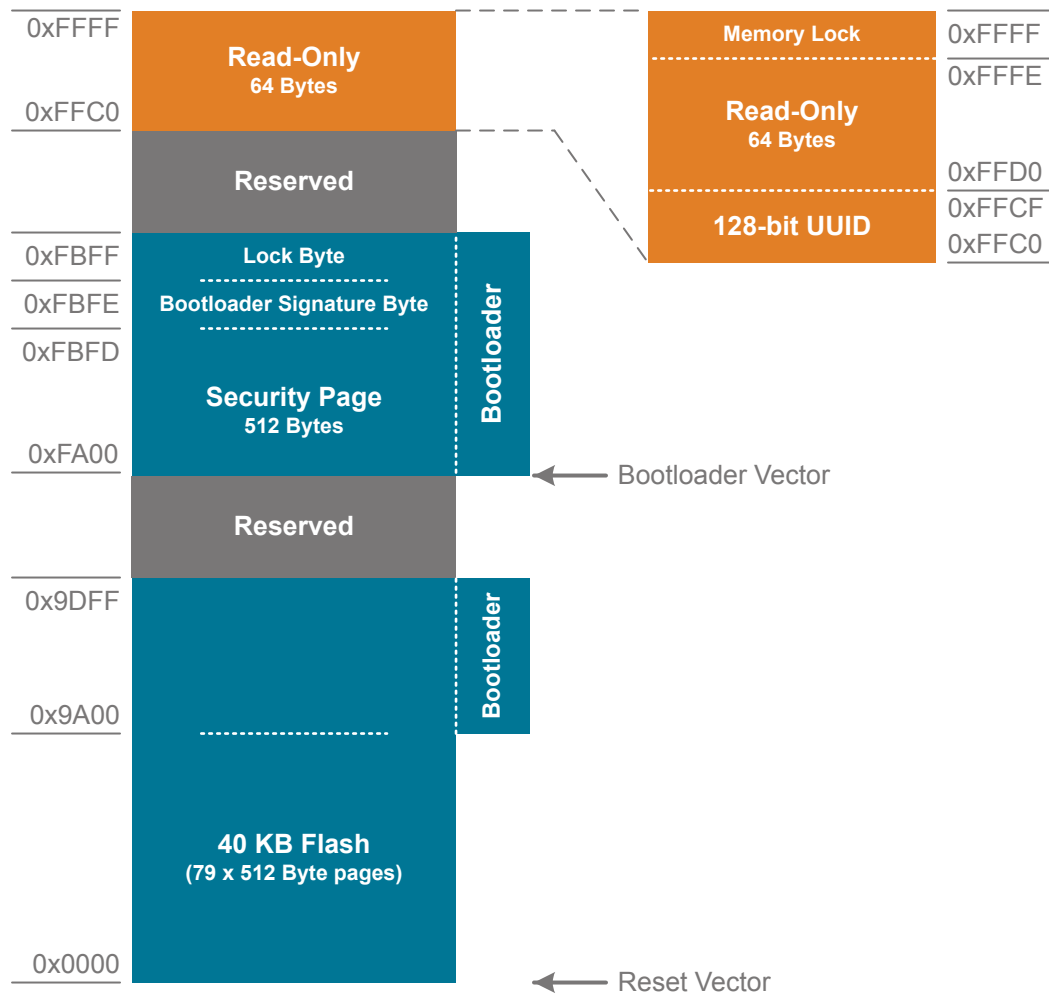 0xFFFF
Read-Only
64 Bytes
0xFFC0
Reserved
0xFBFF
Lock Byte
0xFBFE
Bootloader Signature Byte
0xFBFD
Security Page
512 Bytes
0xFA00
Bootloader
Bootloader Vector
Reserved
0x9DFF
0x9A00
Bootloader
40 KB Flash
(79 x 512 Byte pages)
0x0000
Reset Vector
Memory Lock
0xFFFF
0xFFFE
Read-Only
64 Bytes
0xFFD0
0xFFCF
128-bit UUID
0xFFC0